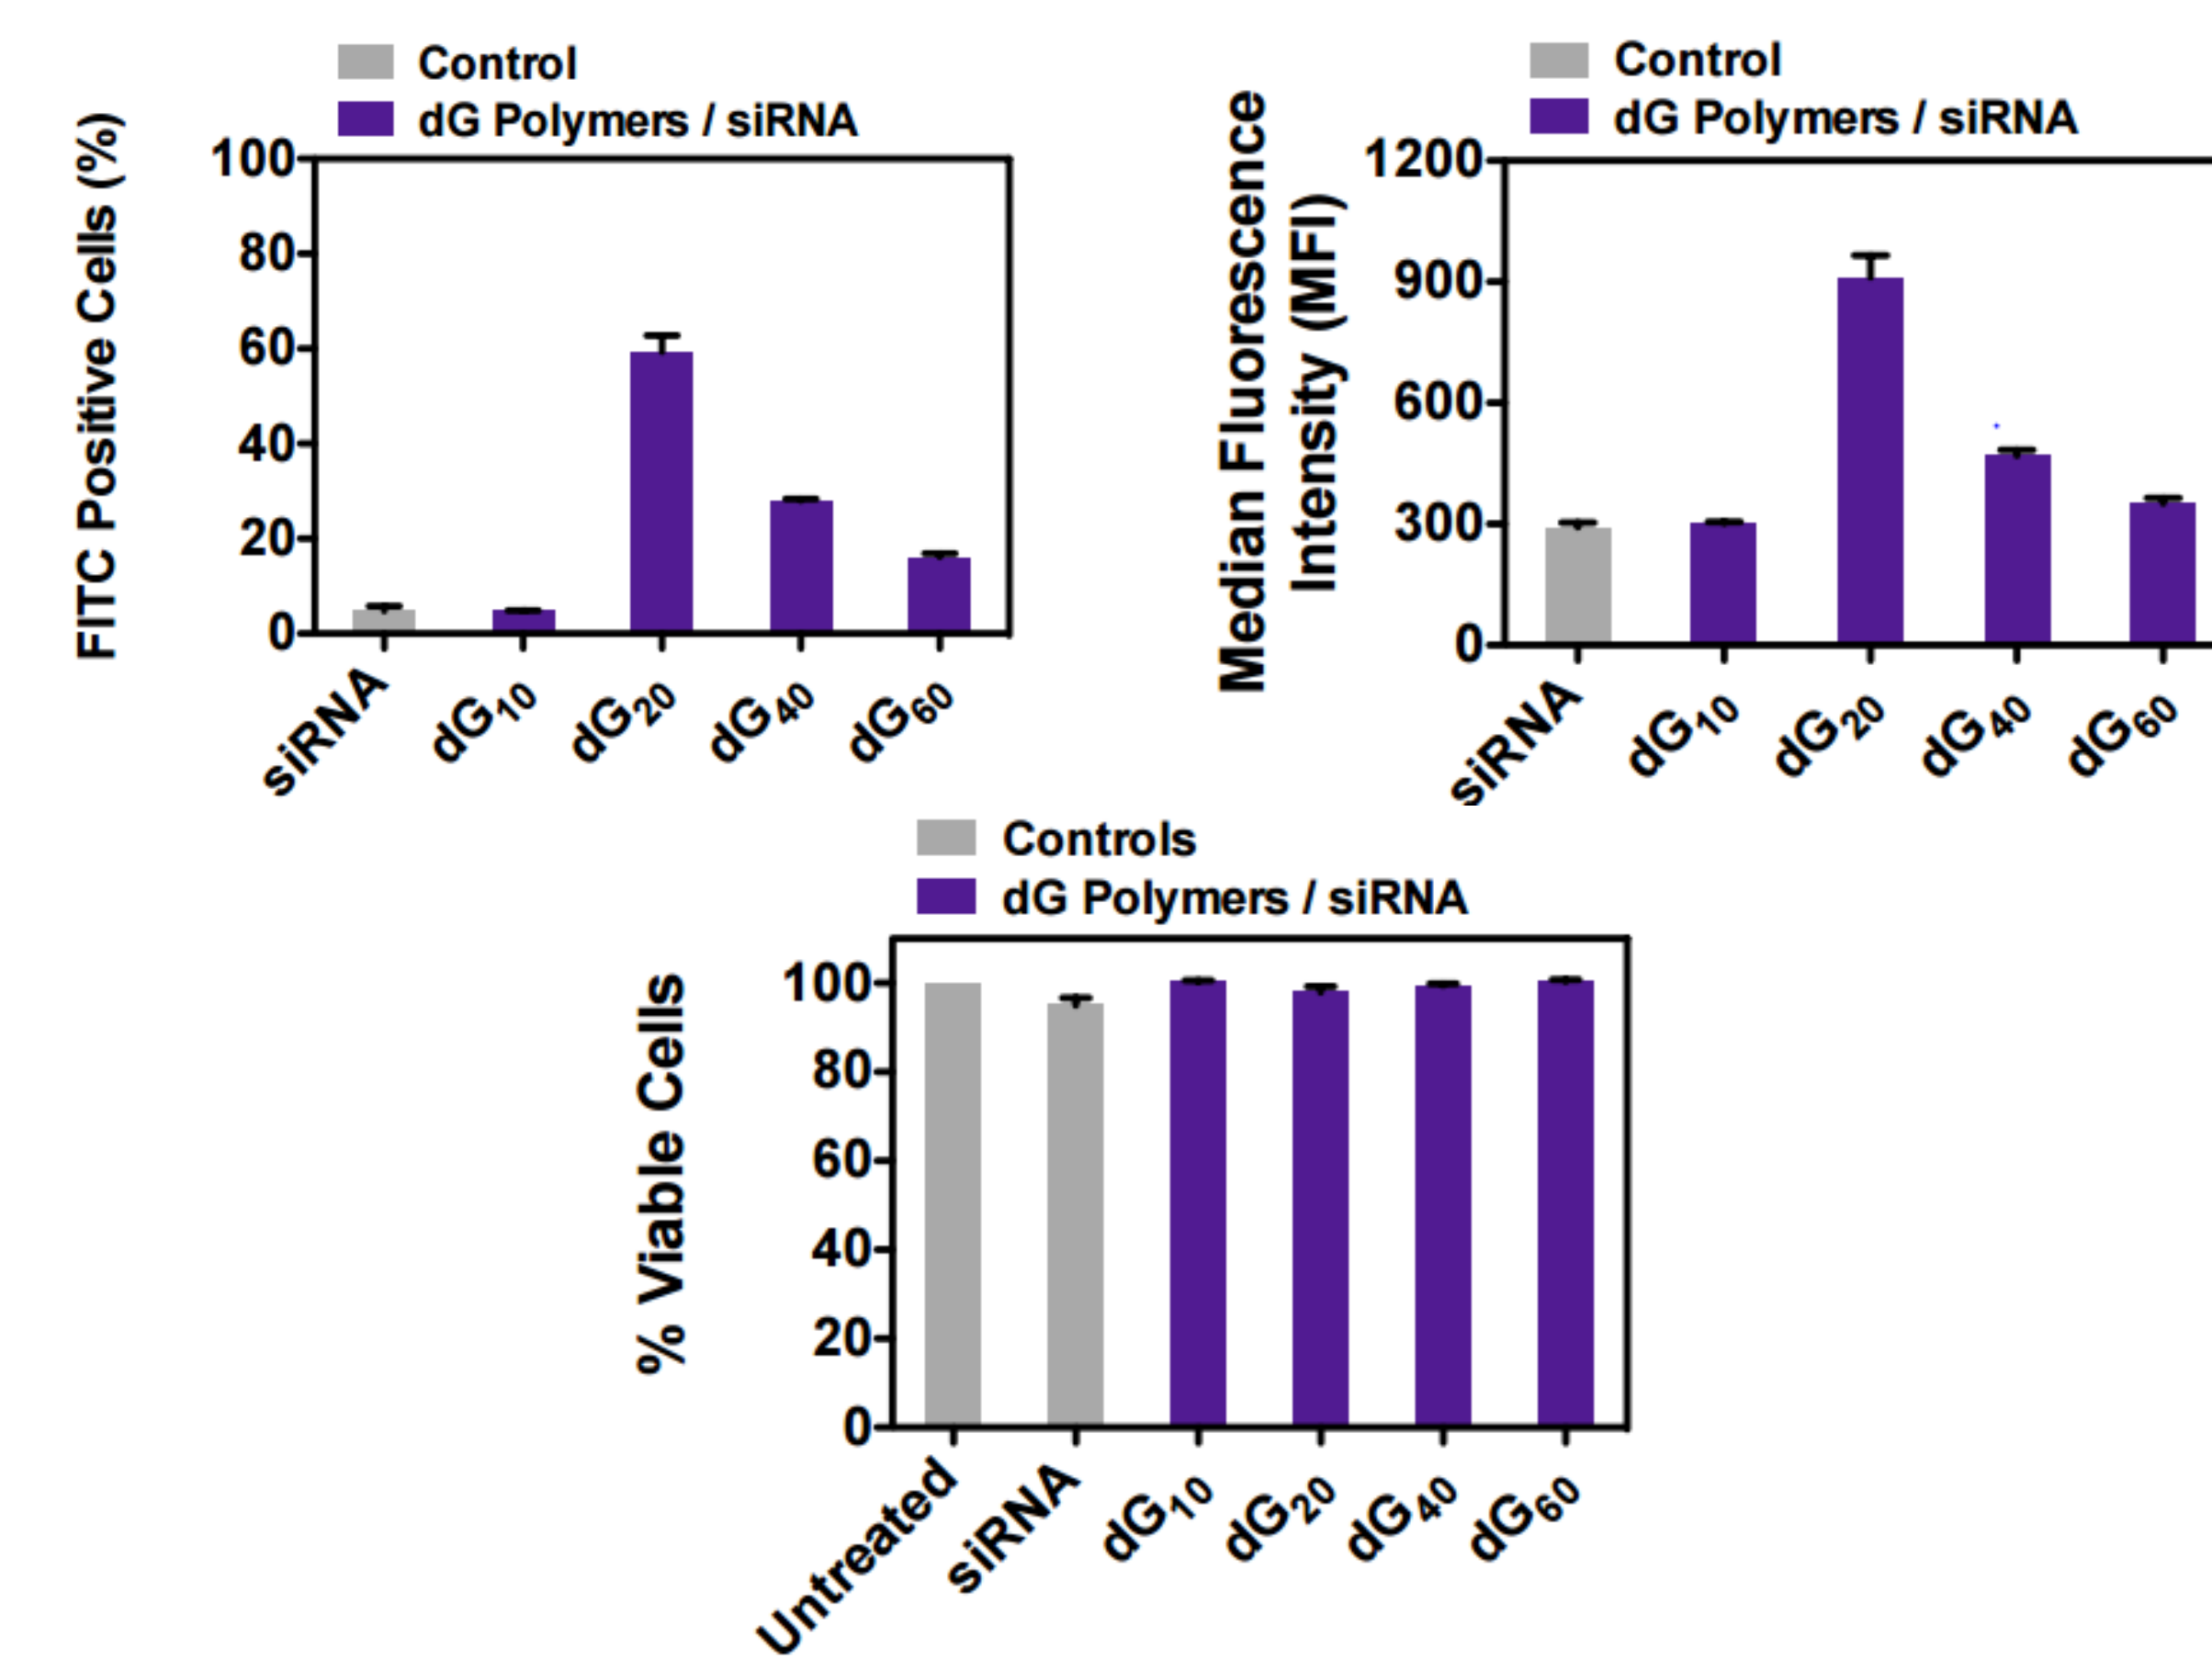 Control
dG Polymers / siRNA
FITC Positive Cells (%)
100
80
60
40
20
0
siRNA
dG10
dG20
dG40
dG60
Control
dG Polymers / siRNA
Median Fluorescence
Intensity (MFI)
1200
900
600
300
0
siRNA
dG10
dG20
dG40
dG60
Controls
dG Polymers / siRNA
% Viable Cells
100
80
60
40
20
0
Untreated
siRNA
dG10
dG20
dG40
dG60